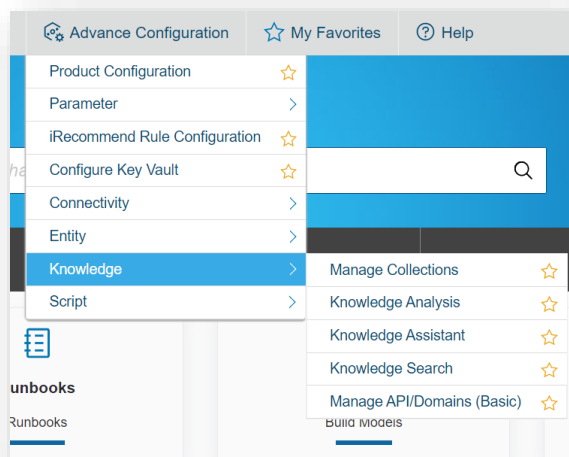 Advance Configuration
My Favorites
Help
Product Configuration
Parameter
iRecommend Rule Configuration
Configure Key Vault
Connectivity
Entity
Knowledge
Script
Manage Collections
Knowledge Analysis
Knowledge Assistant
Knowledge Search
Manage API/Domains (Basic)
unbooks
Runbooks
Build Models